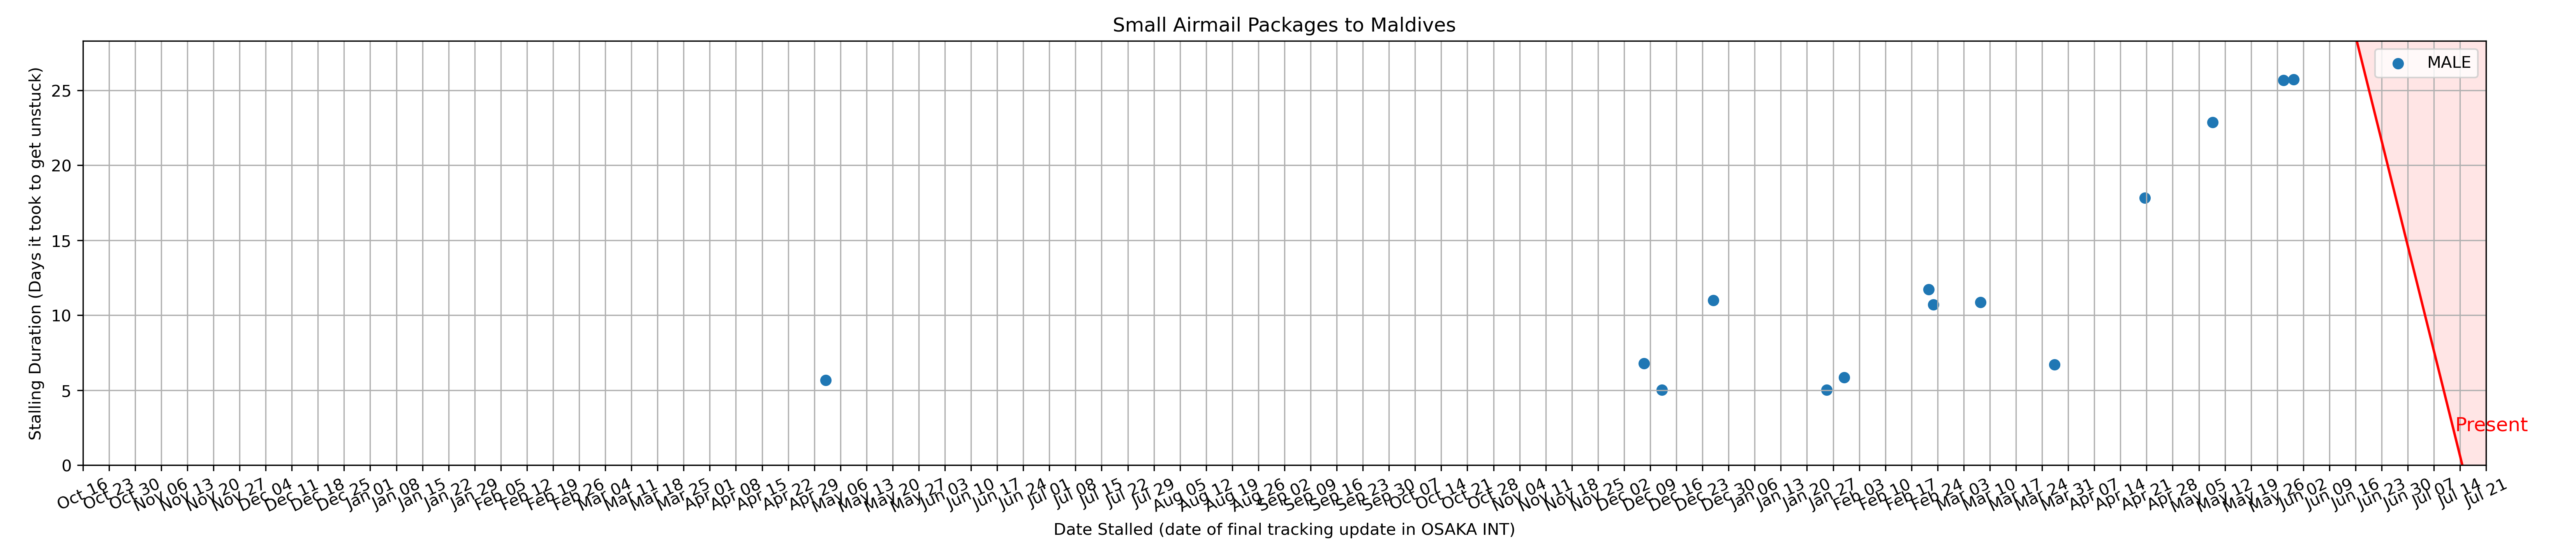 Small Airmail Packages to Maldives
MALE
Stalling Duration (Days it took to get unstuck)
25
20
15
10
5
0
Present
Oct 16 Oct 23 Oct 30 Nov 06 Nov 13 Nov 20 Nov 27 Dec 04 Dec 11 Dec 18 Dec 25 Jan 01 Jan 08 Jan 15 Jan 22 Jan 29 Feb 05 Feb 12 Feb 19 Feb 26 Mar 04 Mar 11 Mar 18 Mar 25 Apr 01 Apr 08 Apr 15 Apr 22 Apr 29 May 06 May 13 May 20 May 27 Jun 03 Jun 10 Jun 17 Jun 24 Jul 01 Jul 08 Jul 15 Jul 22 Jul 29 Aug 05 Aug 12 Aug 19 Aug 26 Sep 02 Sep 09 Sep 16 Sep 23 Sep 30 Oct 07 Oct 14 Oct 21 Oct 28 Nov 04 Nov 11 Nov 18 Nov 25 Dec 02 Dec 09 Dec 16 Dec 23 Dec 30 Jan 06 Jan 13 Jan 20 Jan 27 Feb 03 Feb 10 Feb 17 Feb 24 Mar 03 Mar 10 Mar 17 Mar 24 Mar 31 Apr 07 Apr 14 Apr 21 Apr 28 May 05 May 12 May 19 May 26 Jun 02 Jun 09 Jun 16 Jun 23 Jun 30 Jul 07 Jul 14 Jul 21
Date Stalled (date of final tracking update in OSAKA INT)